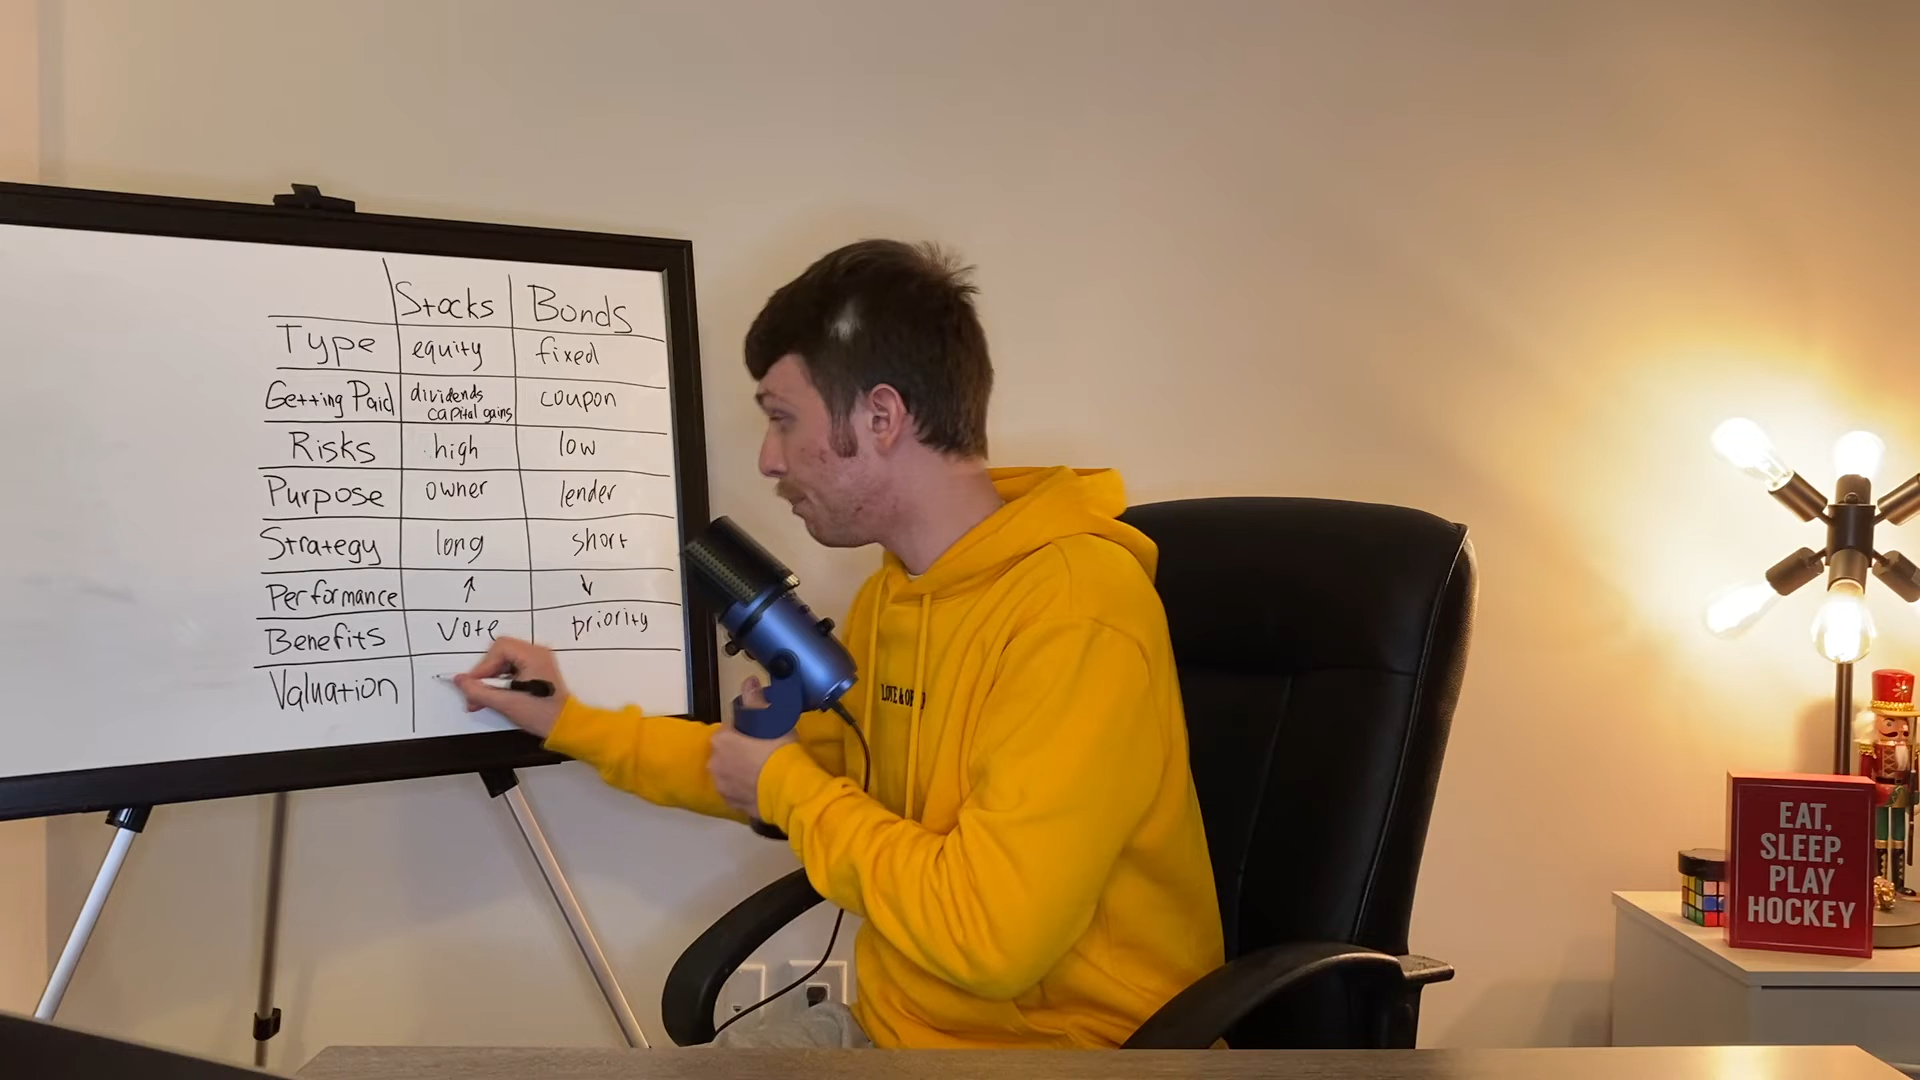 Stocks Bonds
Type equity fixed
Getting Paid dividends capital gains coupon
Risks high low
Purpose owner lender
Strategy long short
Performance ↑ ↓
Benefits vote priority
Valuation
EAT,
SLEEP,
PLAY
HOCKEY